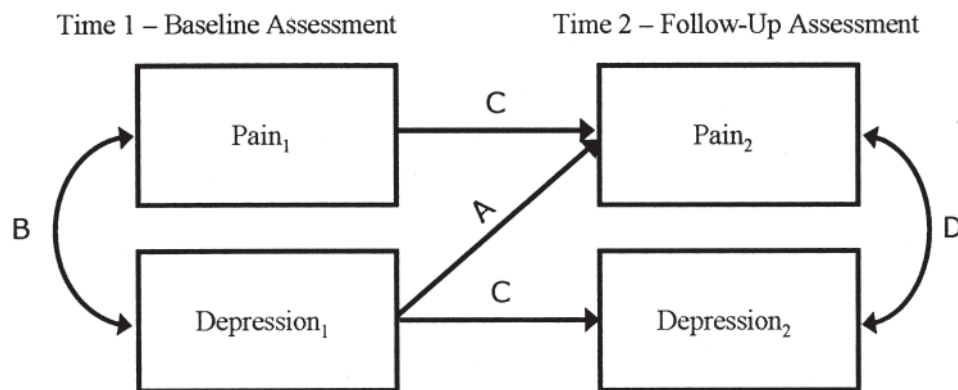 Time 1 – Baseline Assessment
Time 2 – Follow-Up Assessment
Pain₁
C
Pain₂
B
A
D
Depression₁
C
Depression₂